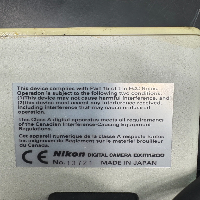 This device complies with Part 15 of the FCC Rules.
Operation is subject to the following two conditions.
(1)This device may not cause harmful interference, and
(2)this device must accept any interference received,
including interference that may cause undesired
operation.
This Class A digital apparatus meets all requirements
of the Canadian Interference-Causing Equipment
Regulations.
Cet appareil numérique de la classe A respecte toutes
les exigences du Règlement sur le matériel brouilleur
du Canada.
CE Nikon DIGITAL CAMERA
No. MADE IN JAPAN